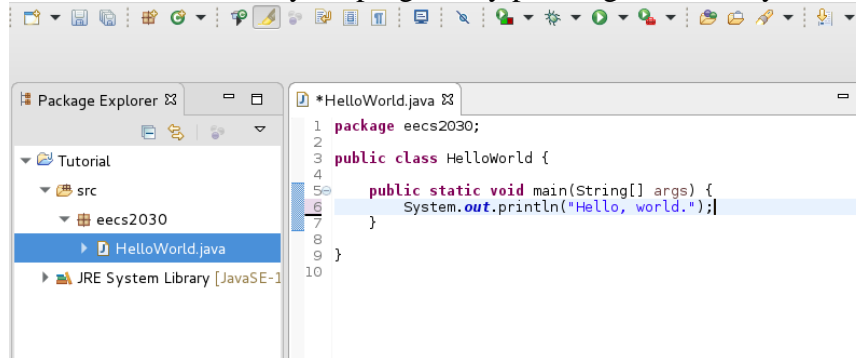 Package Explorer
*HelloWorld.java
Tutorial
src
eecs2030
HelloWorld.java
JRE System Library [JavaSE-1
1 package eecs2030;
2
3 public class HelloWorld {
4
5 public static void main(String[] args) {
6 System.out.println("Hello, world.");
7 }
8
9 }
10